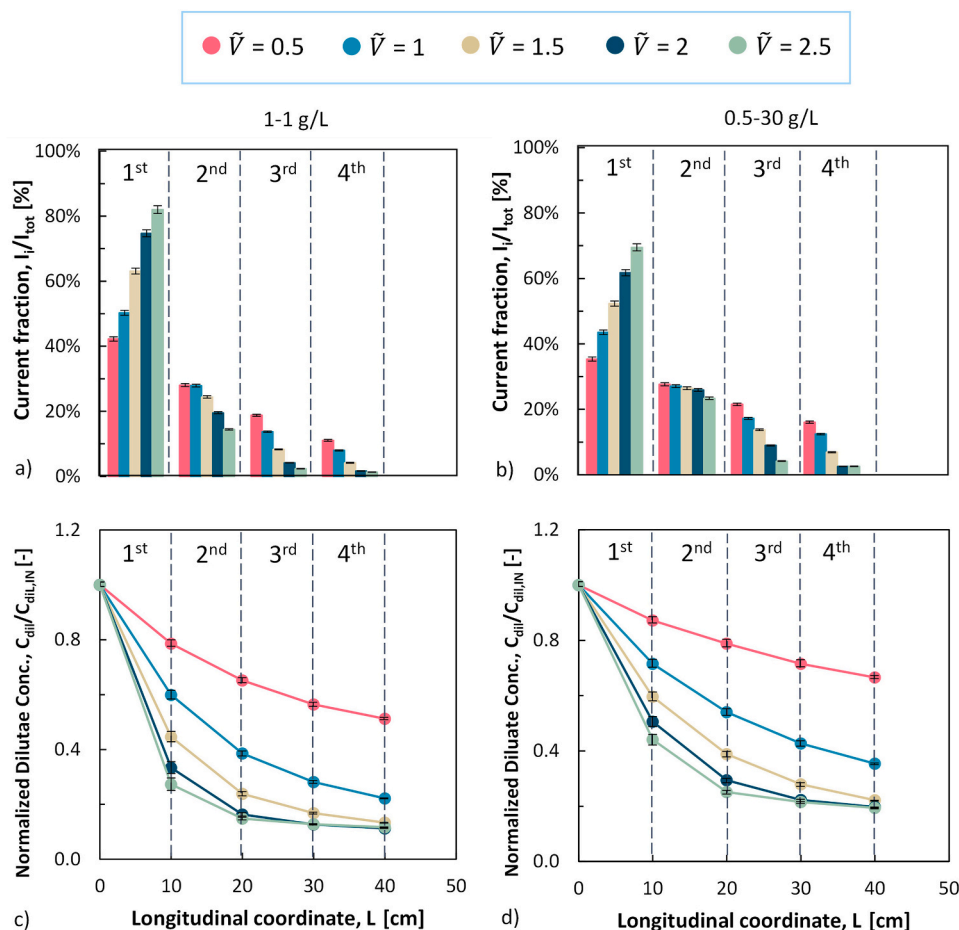 Ṽ = 0.5 Ṽ = 1 Ṽ = 1.5 Ṽ = 2 Ṽ = 2.5
1-1 g/L
Current fraction, Iᵢ/Iₜₒₜ [%]
100%
80%
60%
40%
20%
0%
1st 2nd 3rd 4th
a)
0.5-30 g/L
Current fraction, Iᵢ/Iₜₒₜ [%]
100%
80%
60%
40%
20%
0%
1st 2nd 3rd 4th
b)
Normalized Dilutae Conc., Cdil/CdiL,IN [-]
1.2
0.8
0.4
0.0
1st 2nd 3rd 4th
0 10 20 30 40 50
c)
Longitudinal coordinate, L [cm]
Normalized Diluate Conc., Cdil/CdiL,IN [-]
1.2
0.8
0.4
0.0
1st 2nd 3rd 4th
0 10 20 30 40 50
d)
Longitudinal coordinate, L [cm]